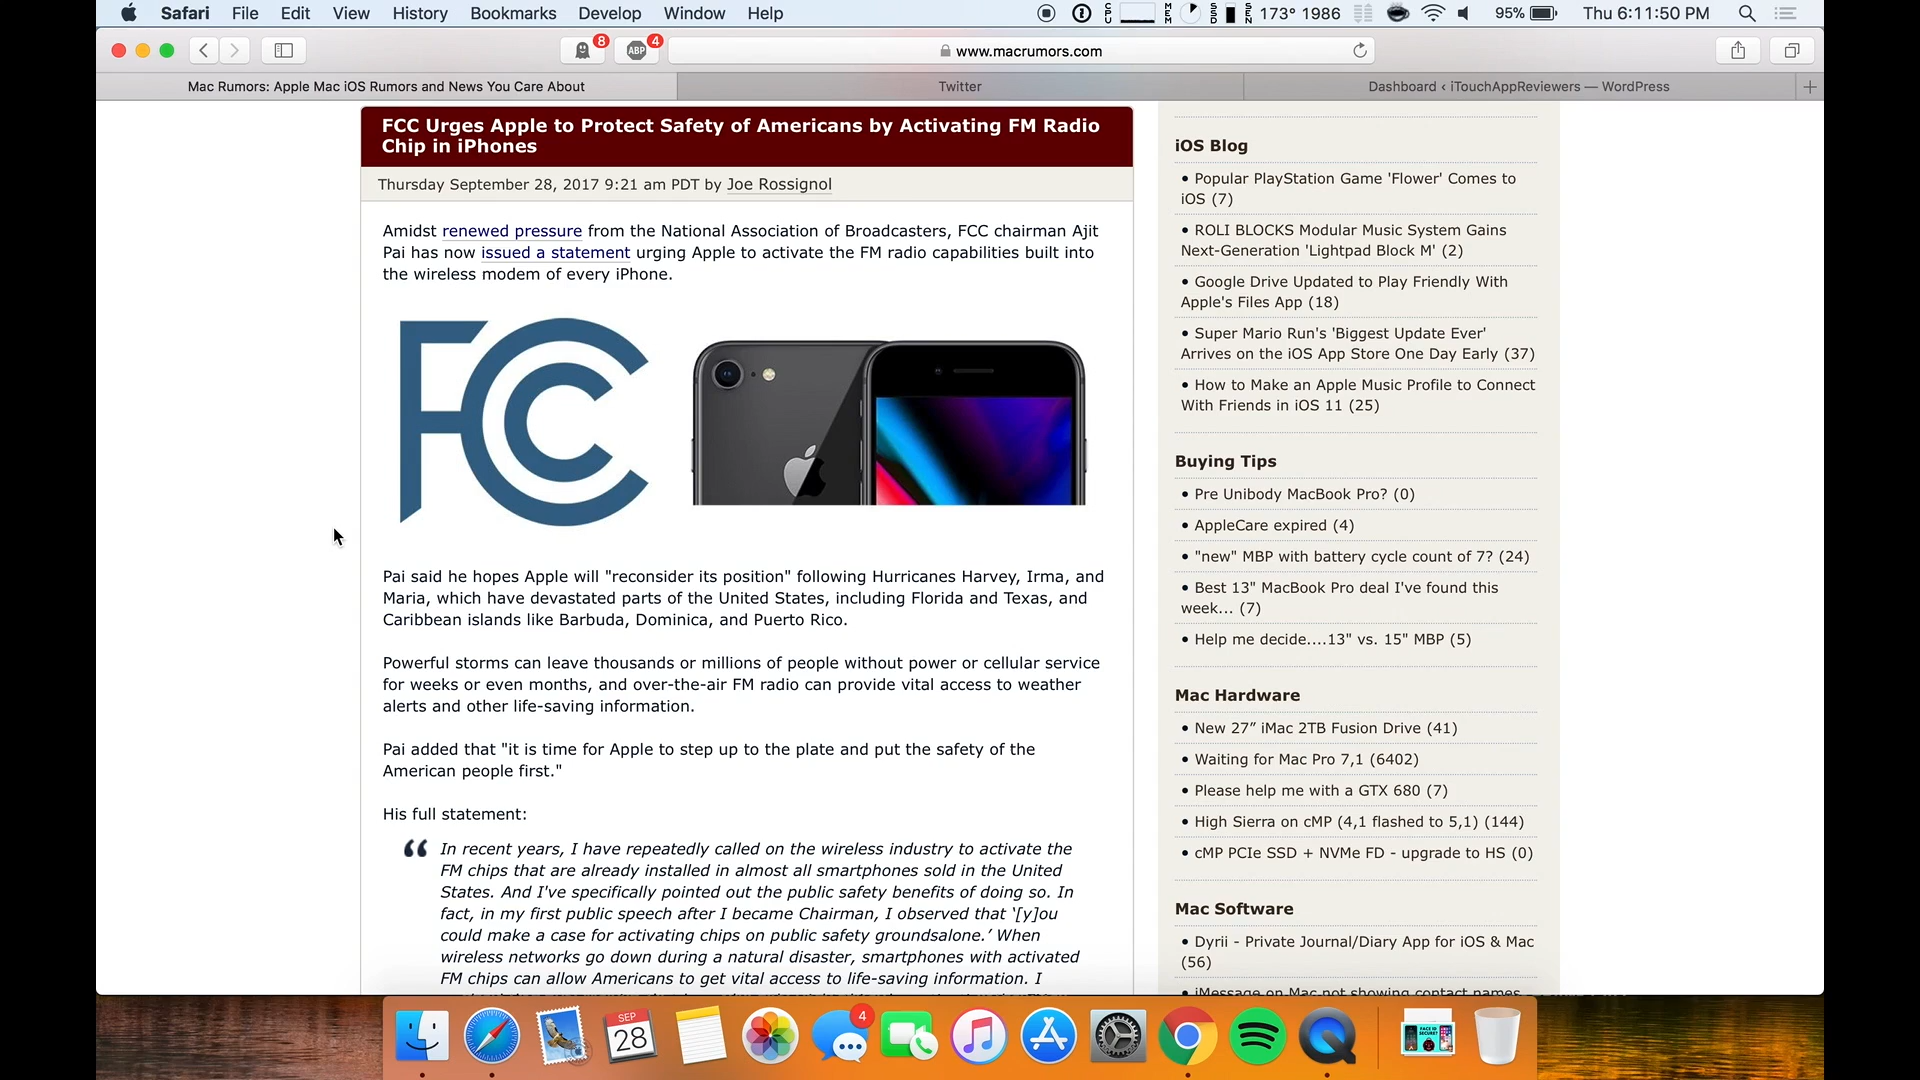 Safari File Edit View History Bookmarks Develop Window Help
CPU MEM SSD SEN 173° 1986 95% Thu 6:11:50 PM
8
ABP 4
www.macrumors.com
Mac Rumors: Apple Mac iOS Rumors and News You Care About
Twitter
Dashboard ‹ iTouchAppReviewers — WordPress
FCC Urges Apple to Protect Safety of Americans by Activating FM Radio
Chip in iPhones
Thursday September 28, 2017 9:21 am PDT by Joe Rossignol
Amidst renewed pressure from the National Association of Broadcasters, FCC chairman Ajit
Pai has now issued a statement urging Apple to activate the FM radio capabilities built into
the wireless modem of every iPhone.
FCC
Pai said he hopes Apple will "reconsider its position" following Hurricanes Harvey, Irma, and
Maria, which have devastated parts of the United States, including Florida and Texas, and
Caribbean islands like Barbuda, Dominica, and Puerto Rico.
Powerful storms can leave thousands or millions of people without power or cellular service
for weeks or even months, and over-the-air FM radio can provide vital access to weather
alerts and other life-saving information.
Pai added that "it is time for Apple to step up to the plate and put the safety of the
American people first."
His full statement:
“ In recent years, I have repeatedly called on the wireless industry to activate the
FM chips that are already installed in almost all smartphones sold in the United
States. And I've specifically pointed out the public safety benefits of doing so. In
fact, in my first public speech after I became Chairman, I observed that ‘[y]ou
could make a case for activating chips on public safety groundsalone.’ When
wireless networks go down during a natural disaster, smartphones with activated
FM chips can allow Americans to get vital access to life-saving information. I
iOS Blog
• Popular PlayStation Game 'Flower' Comes to
iOS (7)
• ROLI BLOCKS Modular Music System Gains
Next-Generation 'Lightpad Block M' (2)
• Google Drive Updated to Play Friendly With
Apple's Files App (18)
• Super Mario Run's 'Biggest Update Ever'
Arrives on the iOS App Store One Day Early (37)
• How to Make an Apple Music Profile to Connect
With Friends in iOS 11 (25)
Buying Tips
• Pre Unibody MacBook Pro? (0)
• AppleCare expired (4)
• "new" MBP with battery cycle count of 7? (24)
• Best 13" MacBook Pro deal I've found this
week... (7)
• Help me decide....13" vs. 15" MBP (5)
Mac Hardware
• New 27” iMac 2TB Fusion Drive (41)
• Waiting for Mac Pro 7,1 (6402)
• Please help me with a GTX 680 (7)
• High Sierra on cMP (4,1 flashed to 5,1) (144)
• cMP PCIe SSD + NVMe FD - upgrade to HS (0)
Mac Software
• Dyrii - Private Journal/Diary App for iOS & Mac
(56)
• iMessage on Mac not showing contact names
SEP
28
4
FACE ID
SECURE?